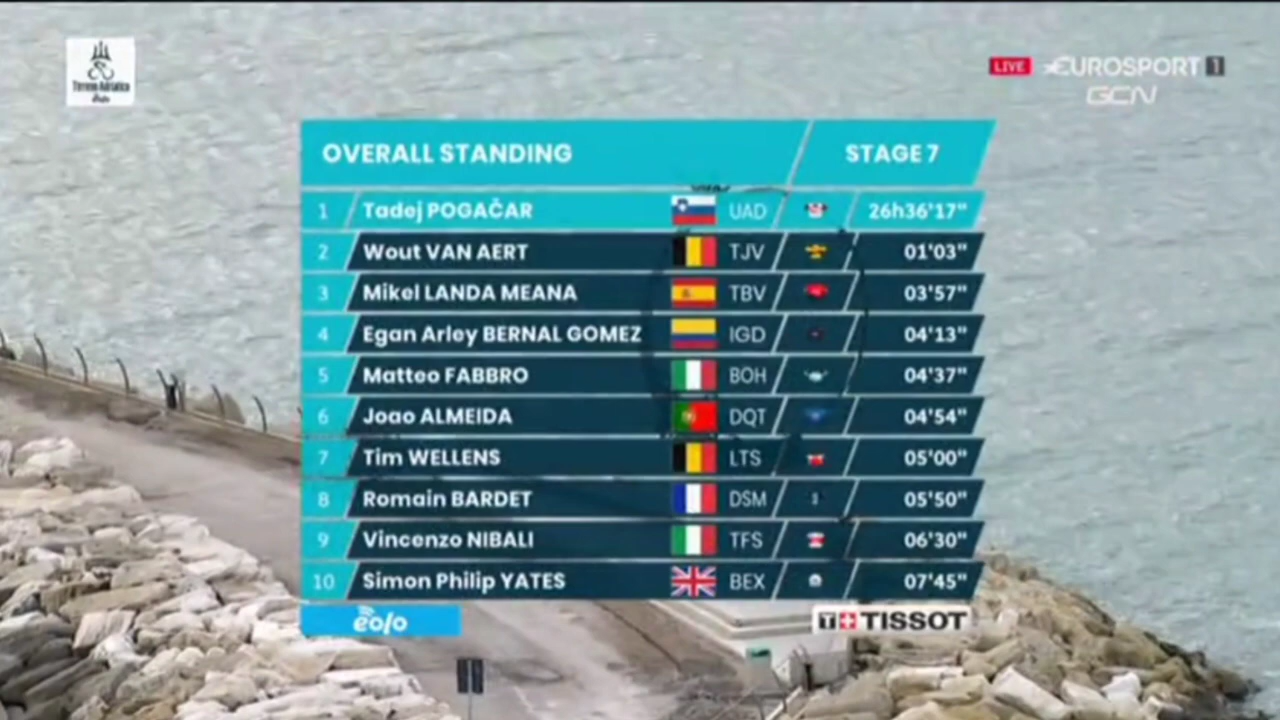 Tirreno Adriatico
LIVE EUROSPORT 1
GCN
OVERALL STANDING STAGE 7
1 Tadej POGAČAR UAD 26h36'17"
2 Wout VAN AERT TJV 01'03"
3 Mikel LANDA MEANA TBV 03'57"
4 Egan Arley BERNAL GOMEZ IGD 04'13"
5 Matteo FABBRO BOH 04'37"
6 Joao ALMEIDA DQT 04'54"
7 Tim WELLENS LTS 05'00"
8 Romain BARDET DSM 05'50"
9 Vincenzo NIBALI TFS 06'30"
10 Simon Philip YATES BEX 07'45"
eolo T+ TISSOT